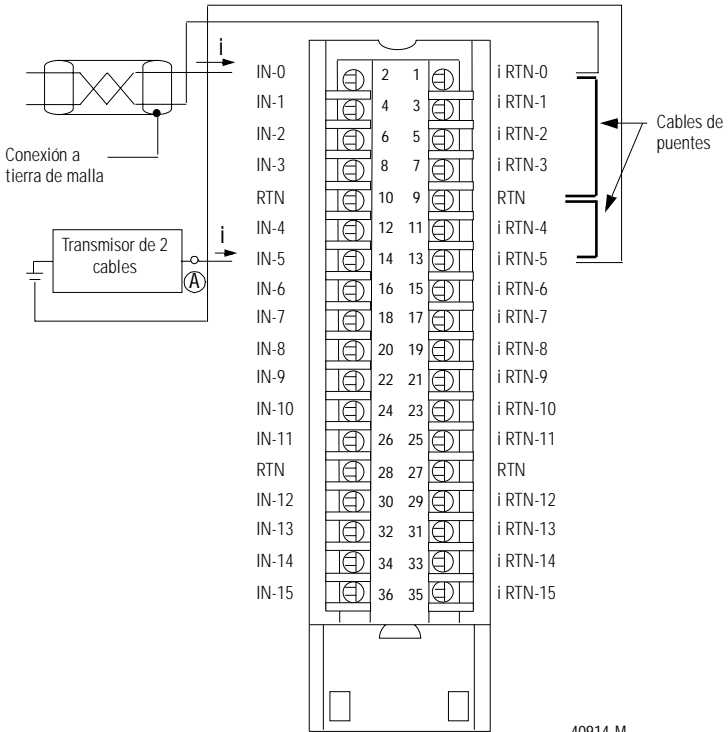 i
IN-0 2 1 i RTN-0
IN-1 4 3 i RTN-1
IN-2 6 5 i RTN-2
IN-3 8 7 i RTN-3
RTN 10 9 RTN
IN-4 12 11 i RTN-4
IN-5 14 13 i RTN-5
IN-6 16 15 i RTN-6
IN-7 18 17 i RTN-7
IN-8 20 19 i RTN-8
IN-9 22 21 i RTN-9
IN-10 24 23 i RTN-10
IN-11 26 25 i RTN-11
RTN 28 27 RTN
IN-12 30 29 i RTN-12
IN-13 32 31 i RTN-13
IN-14 34 33 i RTN-14
IN-15 36 35 i RTN-15
Conexión a
tierra de malla
Transmisor de 2
cables
i
A
Cables de
puentes
40914-M